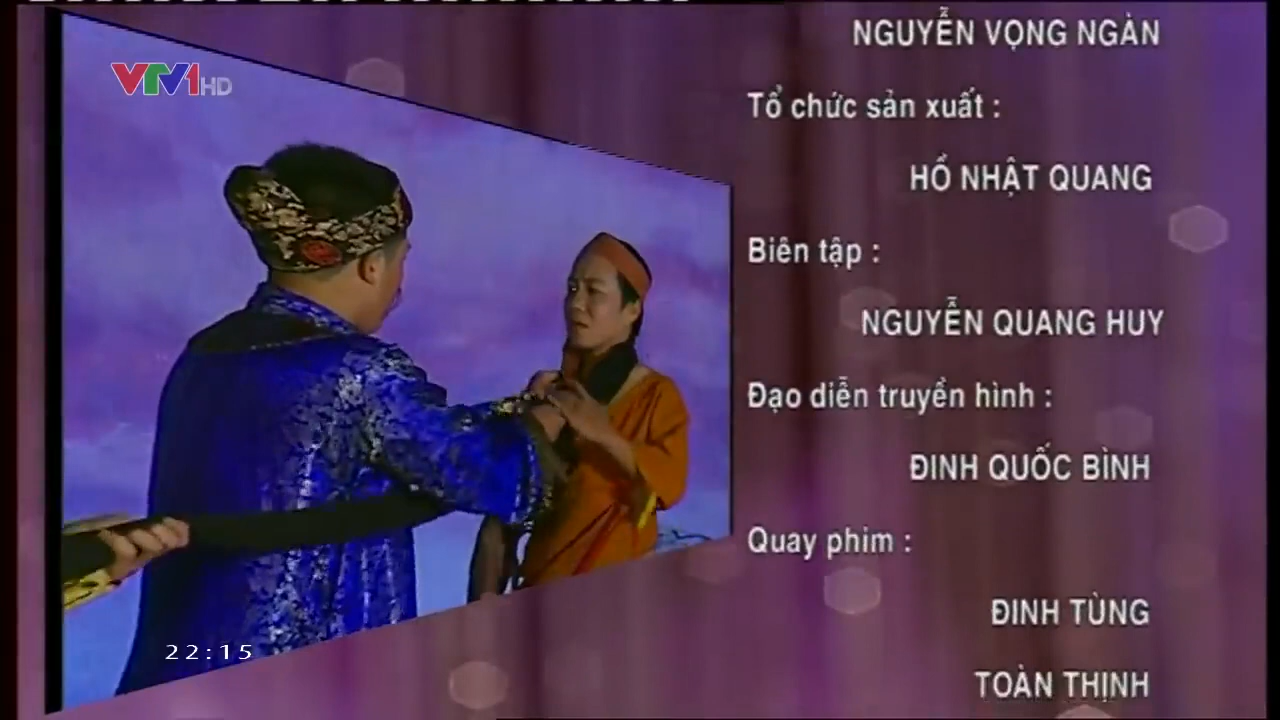 NGUYỄN VỌNG NGÀN
VTV1 HD
Tổ chức sản xuất :
HỒ NHẬT QUANG
Biên tập :
NGUYỄN QUANG HUY
Đạo diễn truyền hình :
ĐINH QUỐC BÌNH
Quay phim :
ĐINH TÙNG
22:15
TOÀN THỊNH